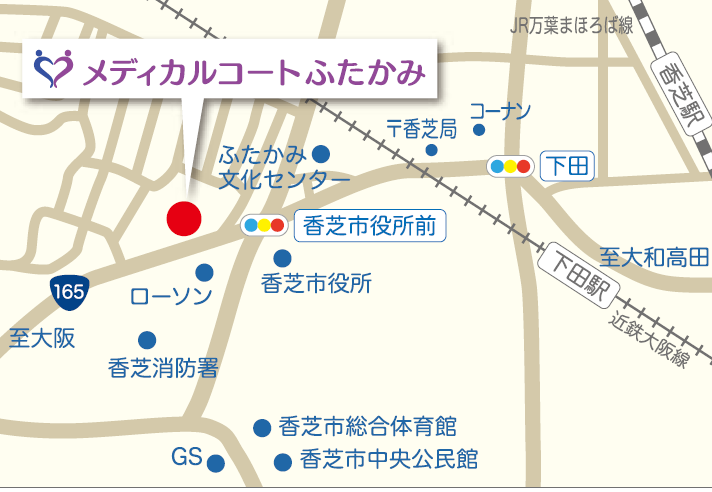 JR万葉まほろば線
香芝駅
メディカルコートふたかみ
コーナン
〒香芝局
ふたかみ
文化センター
下田
香芝市役所前
至大和高田
下田駅
香芝市役所
165
ローソン
近鉄大阪線
至大阪
香芝消防署
香芝市総合体育館
GS
香芝市中央公民館